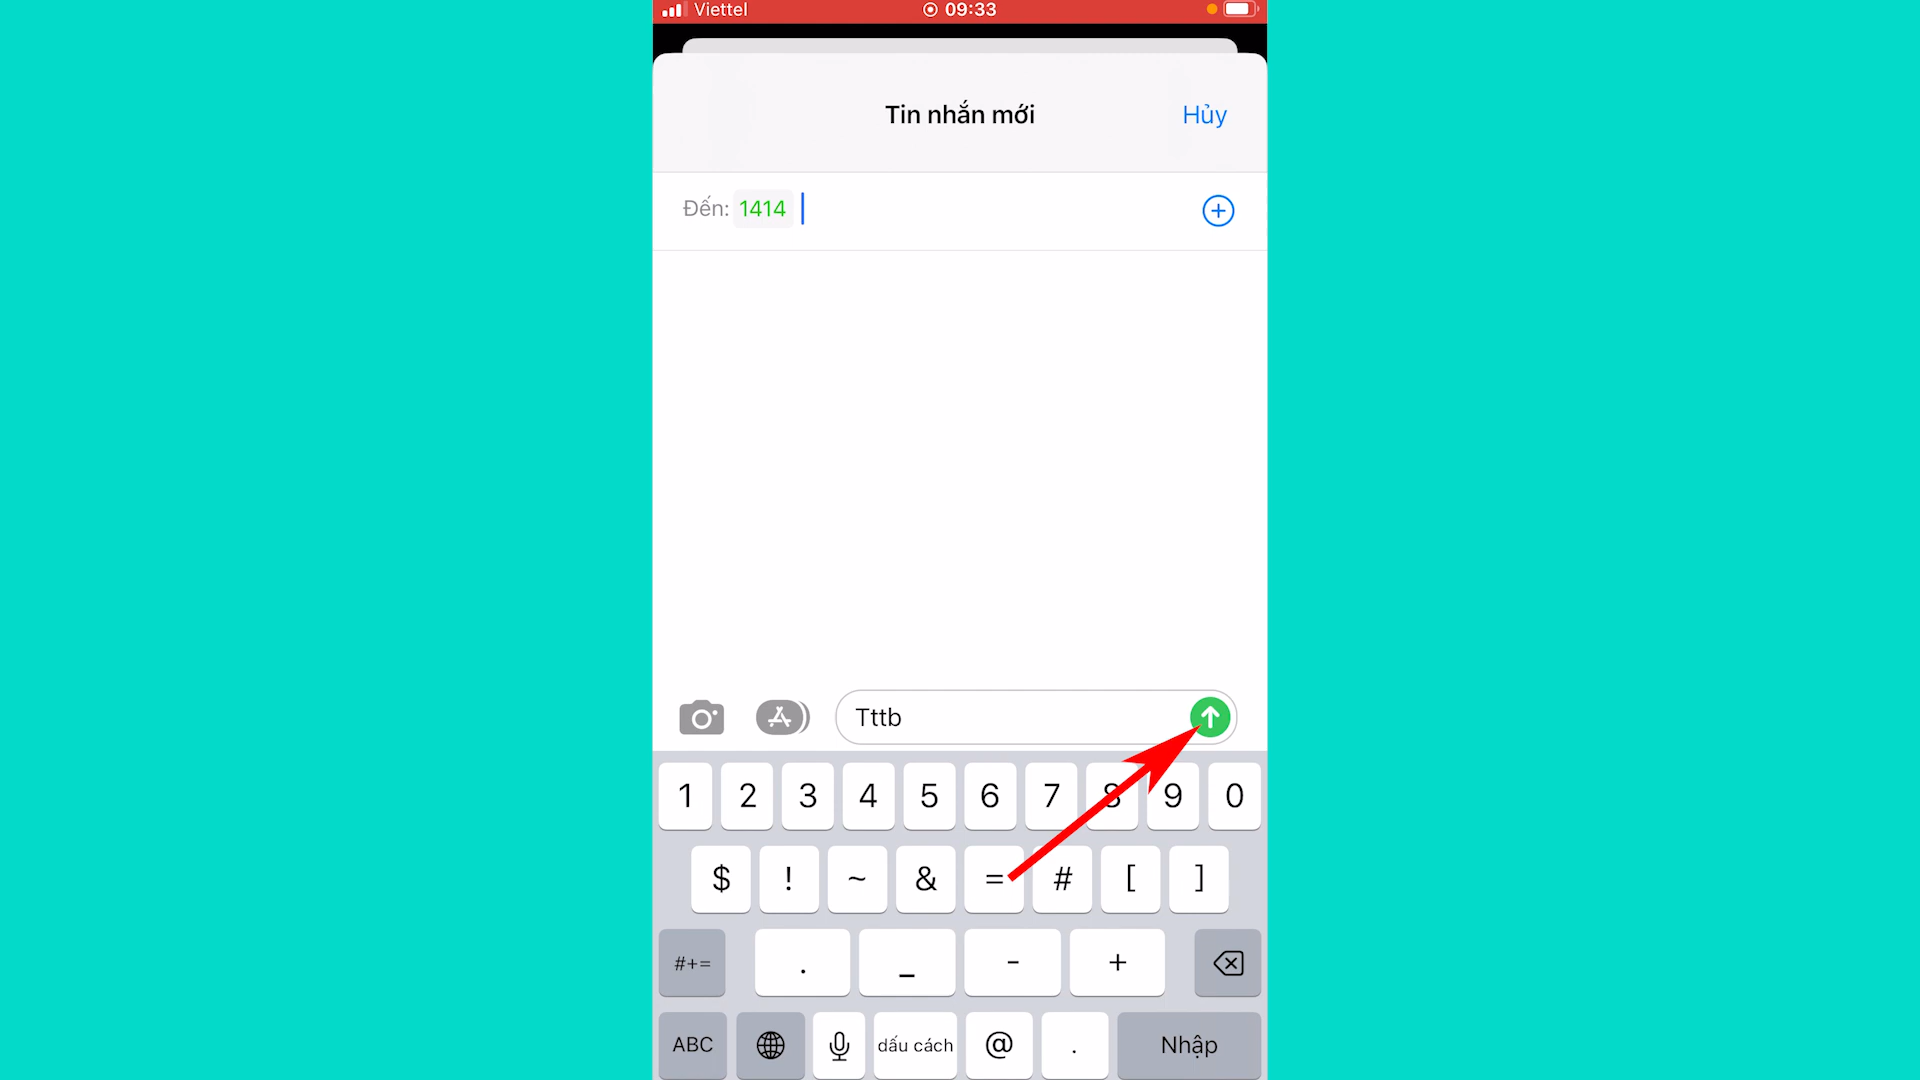 Viettel 09:33
Tin nhắn mới Hủy
Đến: 1414
Tttb
1 2 3 4 5 6 7 8 9 0
$ ! ~ & = # [ ]
#+= . _ - +
ABC dấu cách @ . Nhập